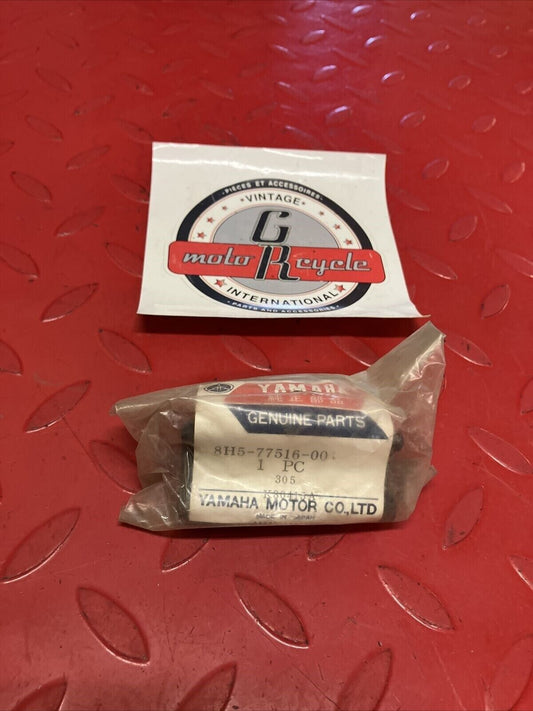 ·PIÈCES ET ACCESSOIRES·
*VINTAGE*
G
moto R cycle
INTERNATIONAL
·PARTS AND ACCESSORIES·
YAMAHA
純正部品
GENUINE PARTS
8H5-77516-00
1 PC
305
YAMAHA MOTOR CO.,LTD
MADE IN JAPAN